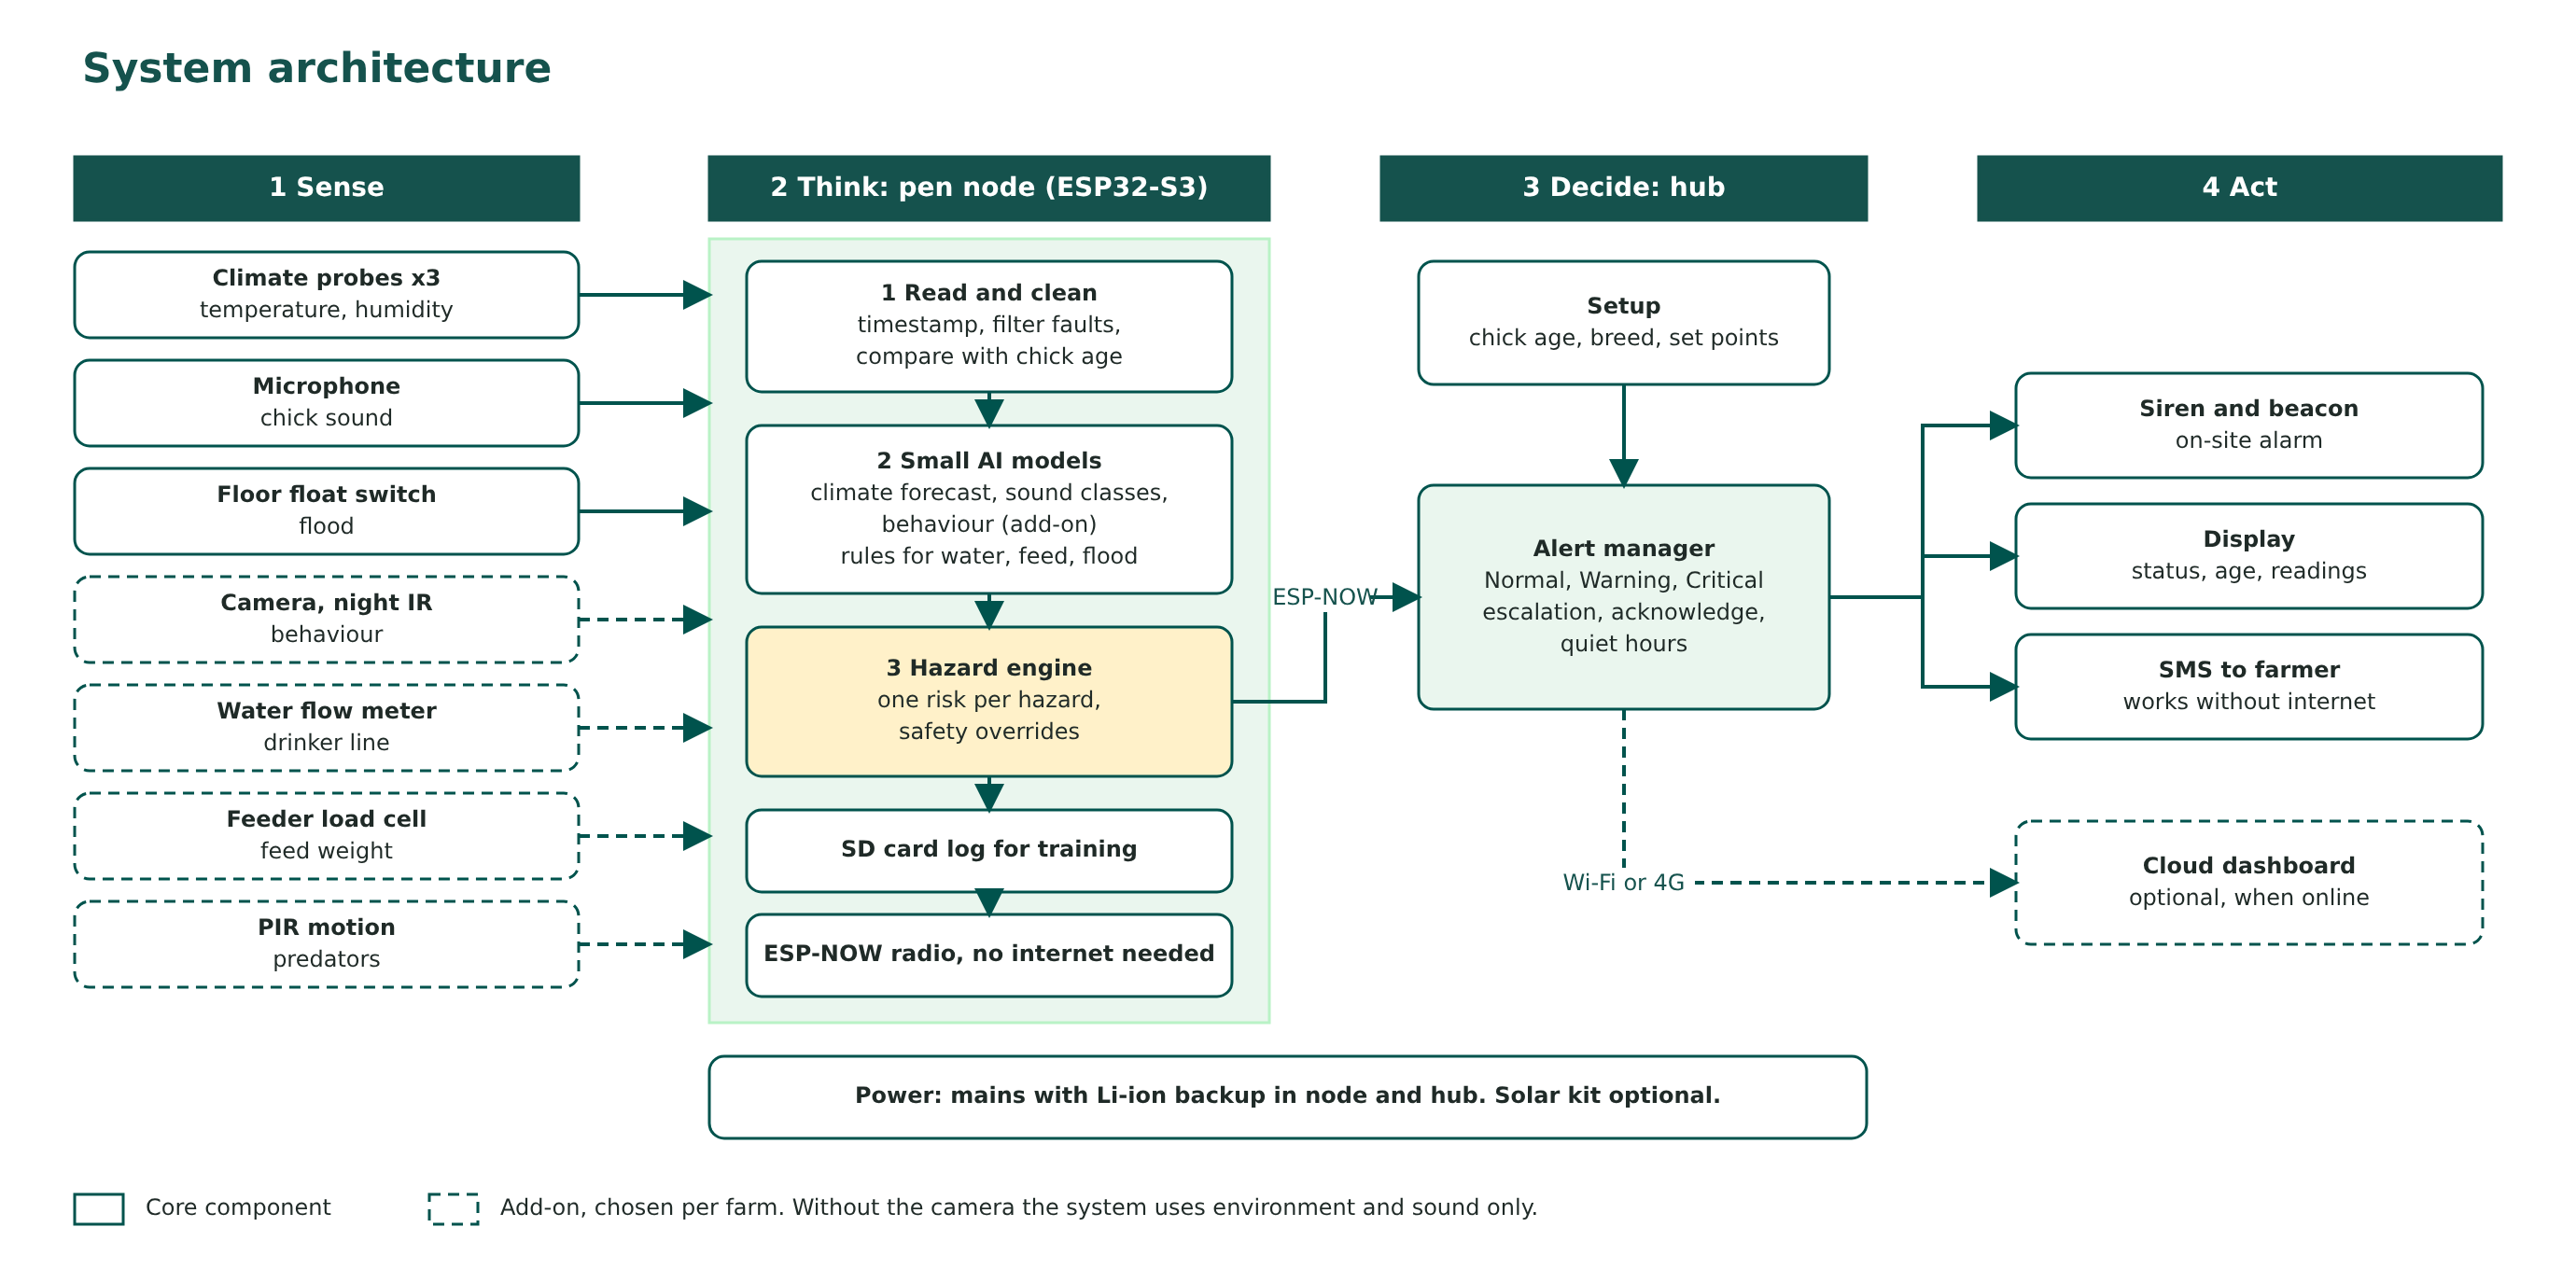 System architecture
1 Sense
2 Think: pen node (ESP32-S3)
3 Decide: hub
4 Act
Climate probes x3
temperature, humidity
Microphone
chick sound
Floor float switch
flood
Camera, night IR
behaviour
Water flow meter
drinker line
Feeder load cell
feed weight
PIR motion
predators
1 Read and clean
timestamp, filter faults,
compare with chick age
2 Small AI models
climate forecast, sound classes,
behaviour (add-on)
rules for water, feed, flood
3 Hazard engine
one risk per hazard,
safety overrides
SD card log for training
ESP-NOW radio, no internet needed
ESP-NOW
Setup
chick age, breed, set points
Alert manager
Normal, Warning, Critical
escalation, acknowledge,
quiet hours
Wi-Fi or 4G
Siren and beacon
on-site alarm
Display
status, age, readings
SMS to farmer
works without internet
Cloud dashboard
optional, when online
Power: mains with Li-ion backup in node and hub. Solar kit optional.
Core component
Add-on, chosen per farm. Without the camera the system uses environment and sound only.